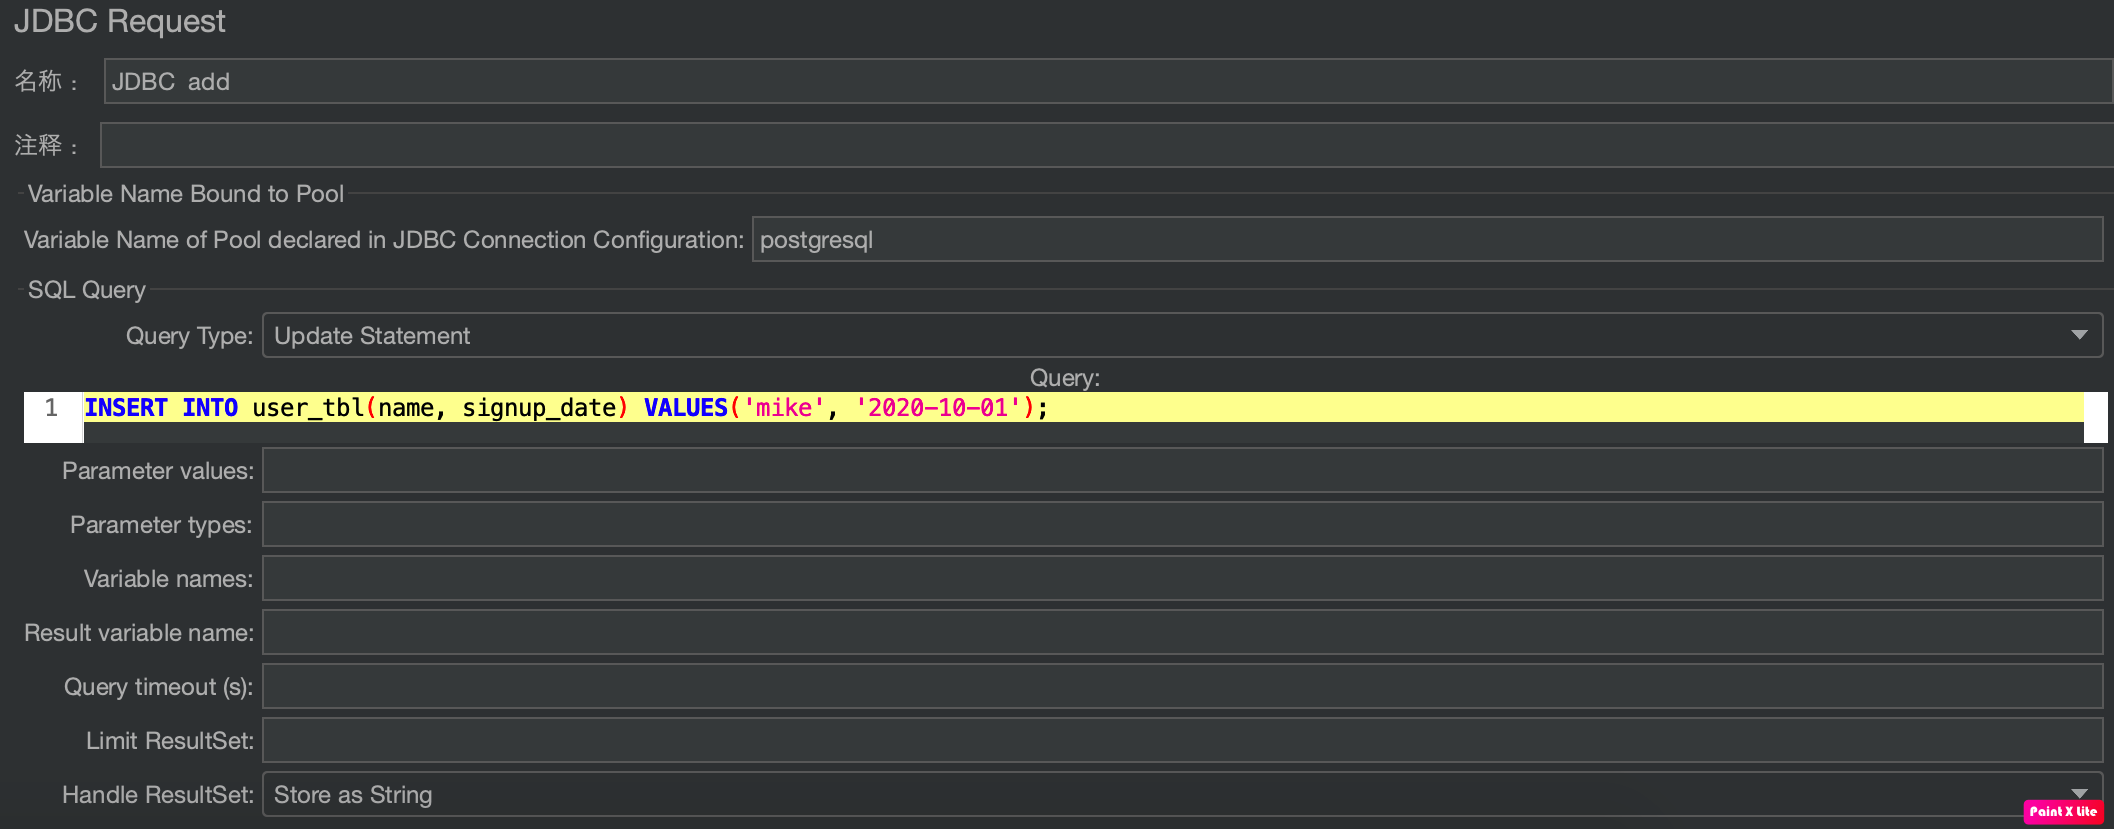 JDBC Request
名称： JDBC  add
注释：
Variable Name Bound to Pool
Variable Name of Pool declared in JDBC Connection Configuration: postgresql
SQL Query
Query Type: Update Statement
Query:
1 INSERT INTO user_tbl(name, signup_date) VALUES('mike', '2020-10-01');
Parameter values:
Parameter types:
Variable names:
Result variable name:
Query timeout (s):
Limit ResultSet:
Handle ResultSet: Store as String
Paint X Lite